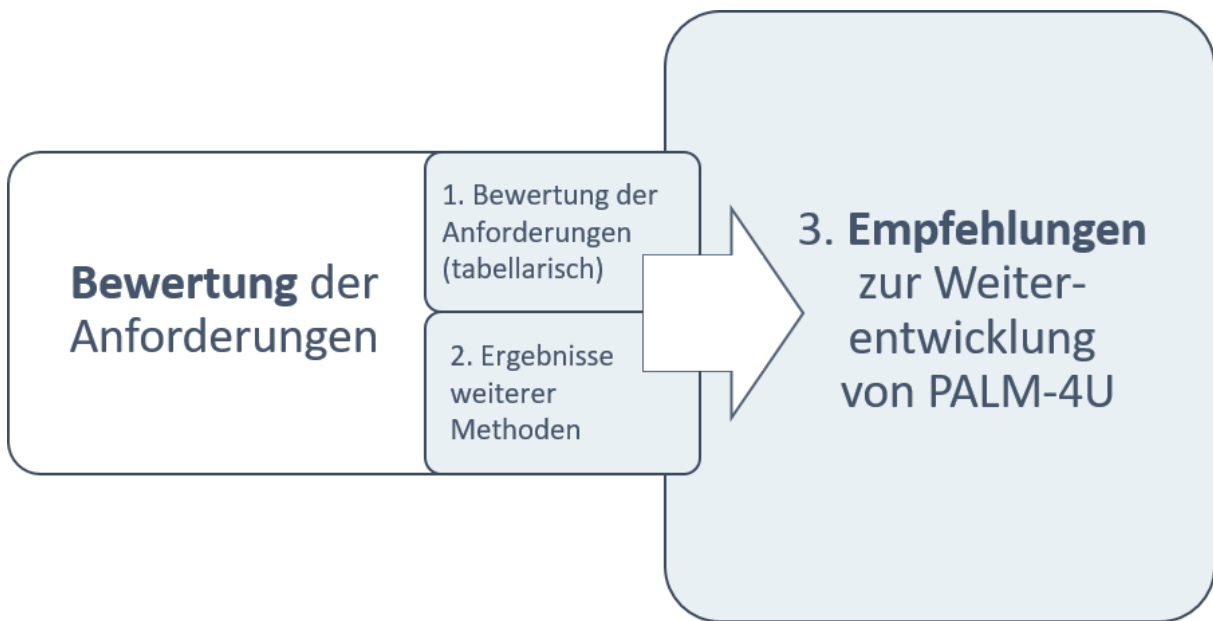 Bewertung der
Anforderungen
1. Bewertung der
Anforderungen
(tabellarisch)
2. Ergebnisse
weiterer
Methoden
3. Empfehlungen
zur Weiter-
entwicklung
von PALM-4U